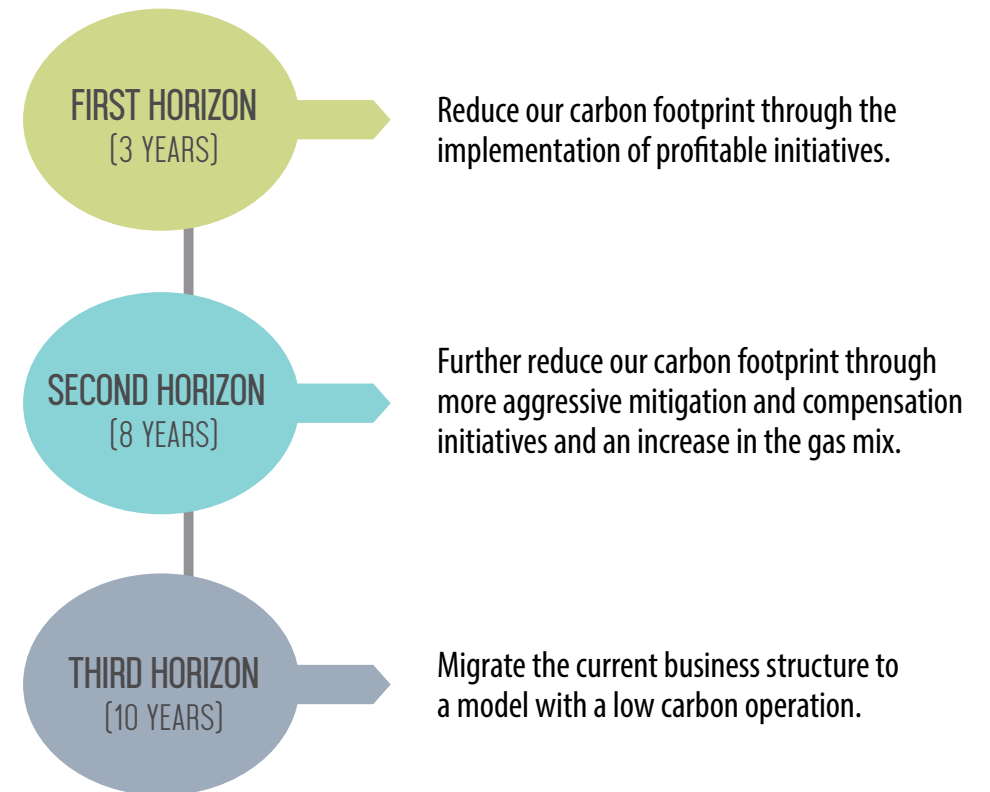 FIRST HORIZON
(3 YEARS)
Reduce our carbon footprint through the
implementation of profitable initiatives.
SECOND HORIZON
(8 YEARS)
Further reduce our carbon footprint through
more aggressive mitigation and compensation
initiatives and an increase in the gas mix.
THIRD HORIZON
(10 YEARS)
Migrate the current business structure to
a model with a low carbon operation.